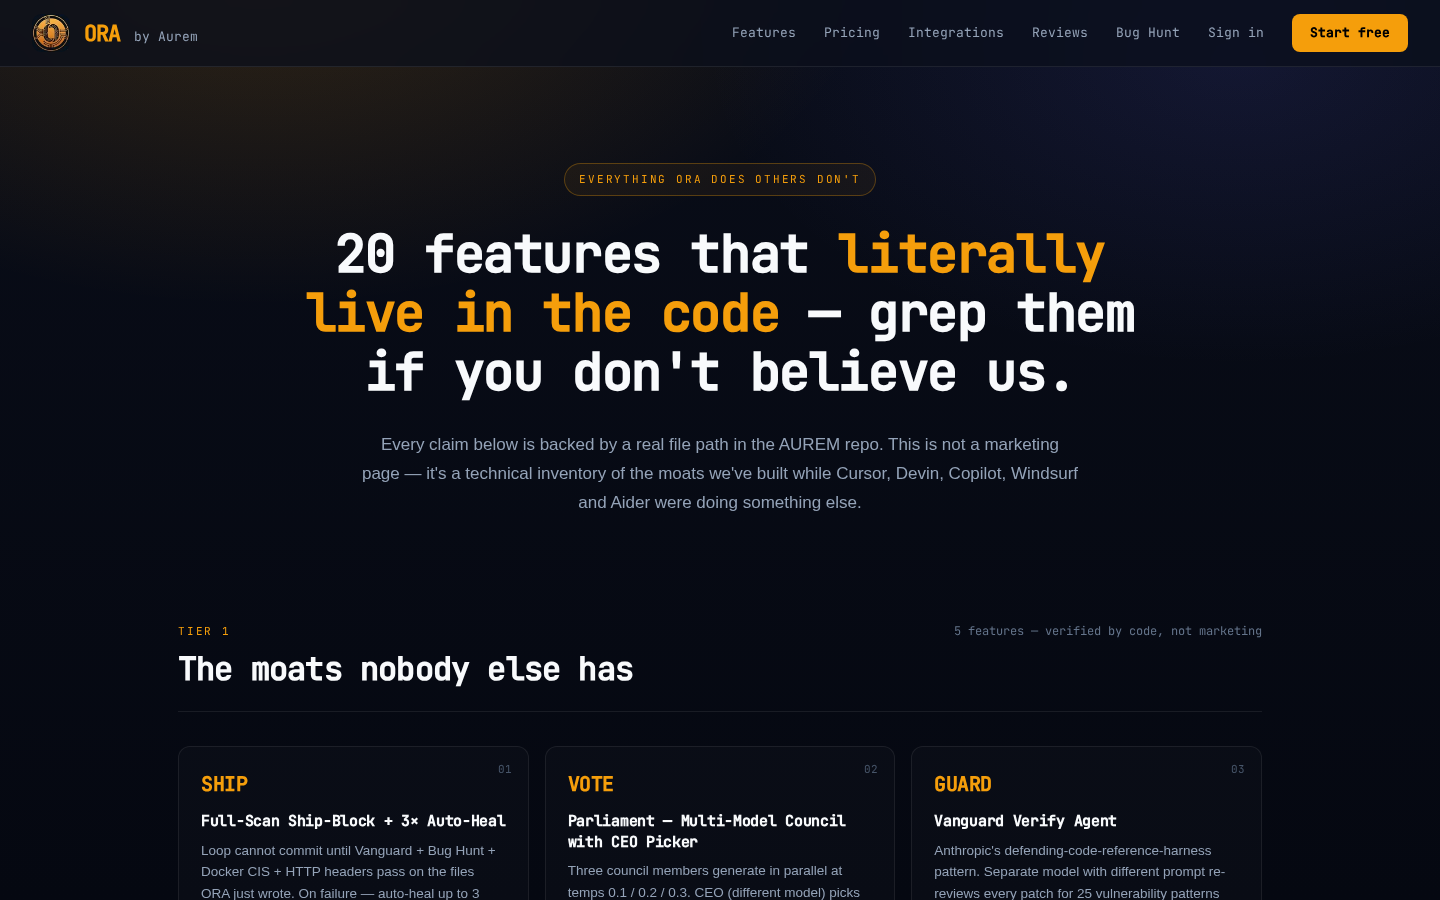 ORA by Aurem
Features
Pricing
Integrations
Reviews
Bug Hunt
Sign in
Start free
EVERYTHING ORA DOES OTHERS DON'T
20 features that literally
live in the code — grep them
if you don't believe us.
Every claim below is backed by a real file path in the AUREM repo. This is not a marketing
page — it's a technical inventory of the moats we've built while Cursor, Devin, Copilot, Windsurf
and Aider were doing something else.
TIER 1
5 features — verified by code, not marketing
The moats nobody else has
01
SHIP
Full-Scan Ship-Block + 3× Auto-Heal
Loop cannot commit until Vanguard + Bug Hunt +
Docker CIS + HTTP headers pass on the files
ORA just wrote. On failure — auto-heal up to 3
02
VOTE
Parliament — Multi-Model Council
with CEO Picker
Three council members generate in parallel at
temps 0.1 / 0.2 / 0.3. CEO (different model) picks
03
GUARD
Vanguard Verify Agent
Anthropic's defending-code-reference-harness
pattern. Separate model with different prompt re-
reviews every patch for 25 vulnerability patterns